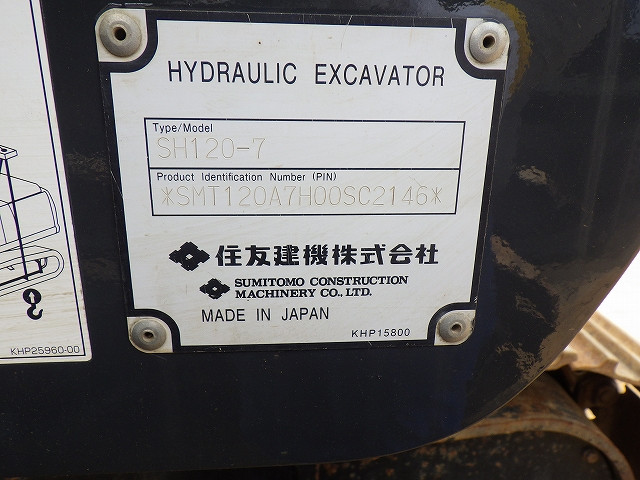 HYDRAULIC EXCAVATOR
Type/Model
SH120-7
Product Identification Number (PIN)
*SMT120A7H00SC2146*
住友建機株式会社
SUMITOMO CONSTRUCTION
MACHINERY CO., LTD.
MADE IN JAPAN
KHP15800
KHP25960-00